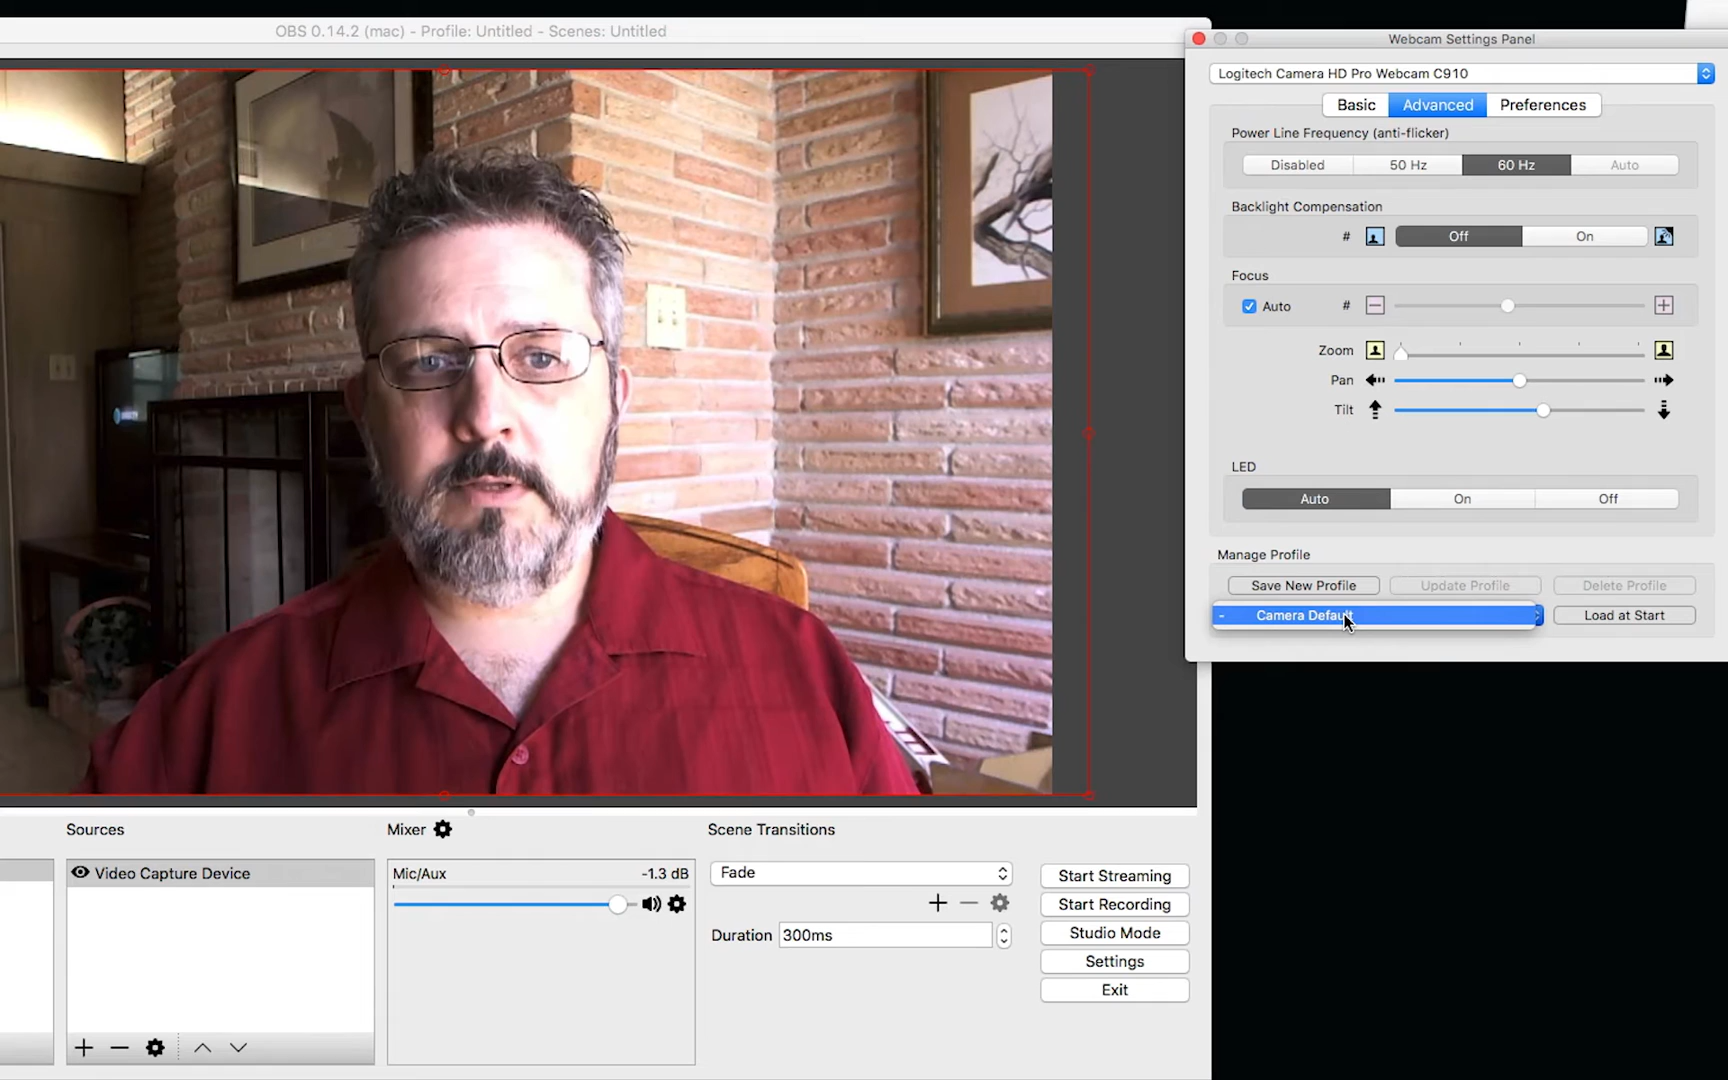 OBS 0.14.2 (mac) - Profile: Untitled - Scenes: Untitled
Webcam Settings Panel
Logitech Camera HD Pro Webcam C910
Basic Advanced Preferences
Power Line Frequency (anti-flicker)
Disabled 50 Hz 60 Hz Auto
Backlight Compensation
# Off On
Focus
Auto #
Zoom
Pan
Tilt
LED
Auto On Off
Manage Profile
Save New Profile Update Profile Delete Profile
- Camera Default Load at Start
Sources
Video Capture Device
Mixer
Mic/Aux -1.3 dB
Scene Transitions
Fade
Duration 300ms
Start Streaming
Start Recording
Studio Mode
Settings
Exit